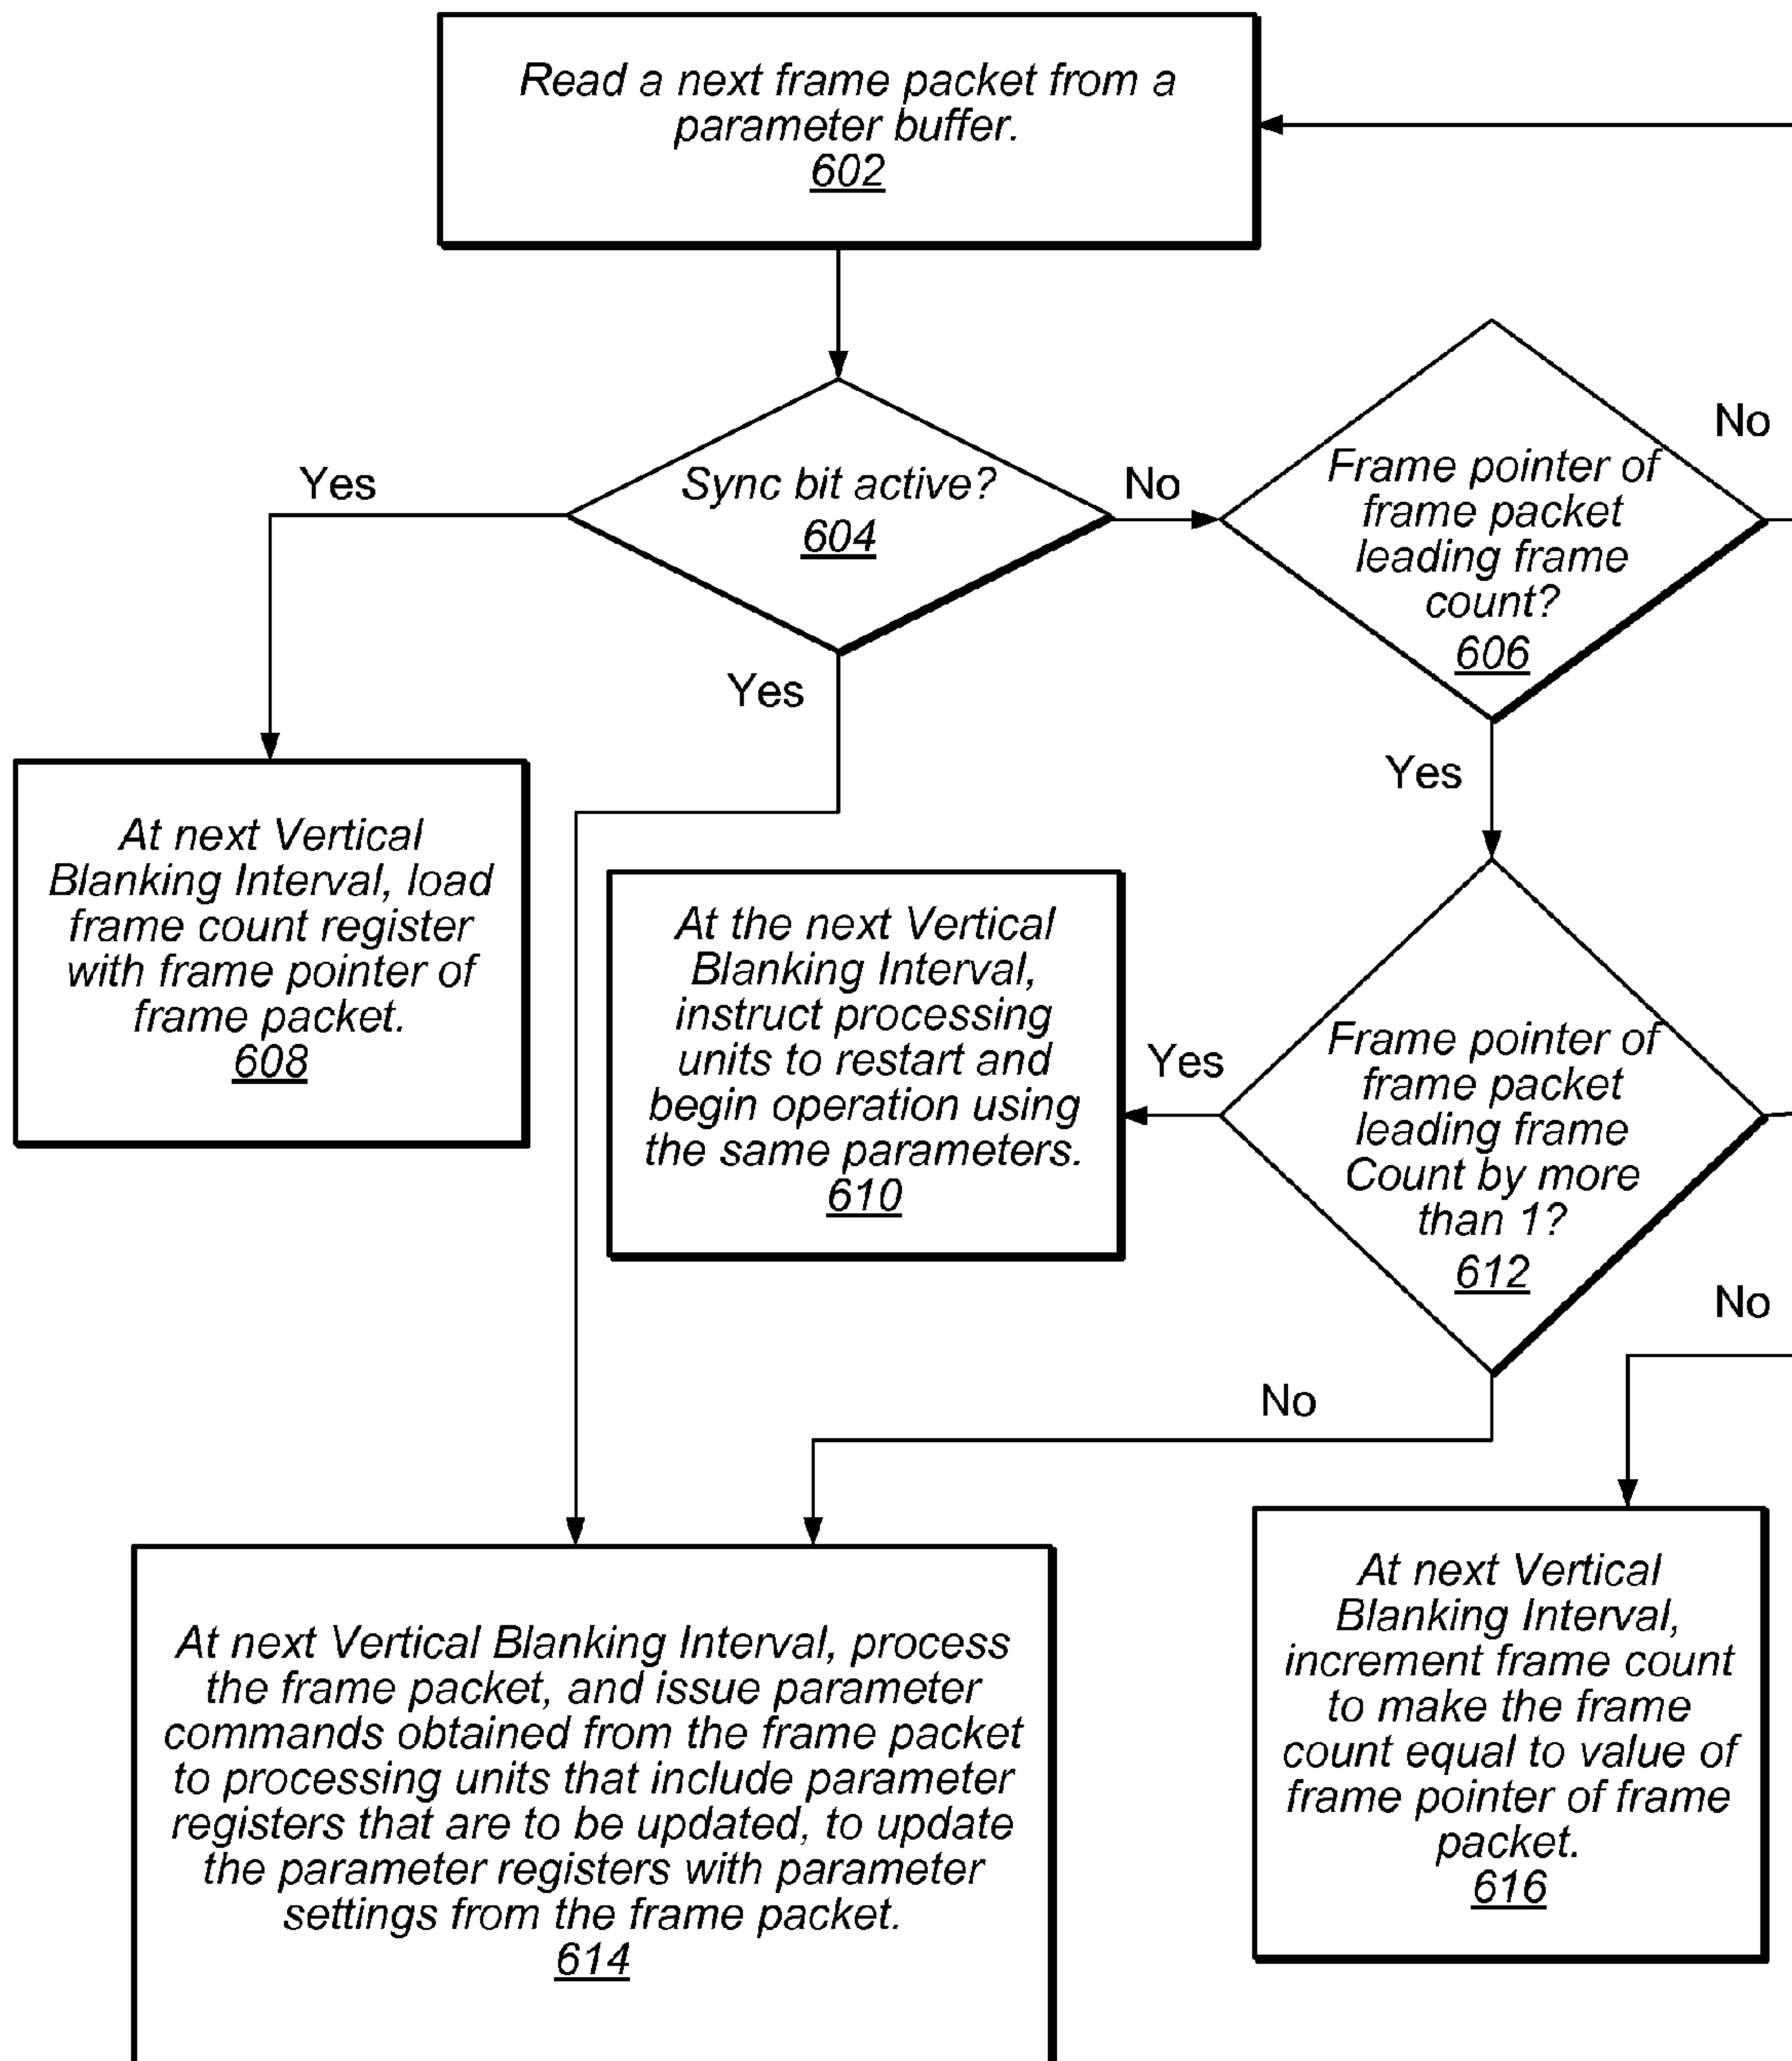 Read a next frame packet from a
parameter buffer.
602
Sync bit active?
604
Yes
No
Yes
Frame pointer of
frame packet
leading frame
count?
606
No
Yes
At next Vertical
Blanking Interval, load
frame count register
with frame pointer of
frame packet.
608
At the next Vertical
Blanking Interval,
instruct processing
units to restart and
begin operation using
the same parameters.
610
Yes
Frame pointer of
frame packet
leading frame
Count by more
than 1?
612
No
No
At next Vertical Blanking Interval, process
the frame packet, and issue parameter
commands obtained from the frame packet
to processing units that include parameter
registers that are to be updated, to update
the parameter registers with parameter
settings from the frame packet.
614
At next Vertical
Blanking Interval,
increment frame count
to make the frame
count equal to value of
frame pointer of frame
packet.
616